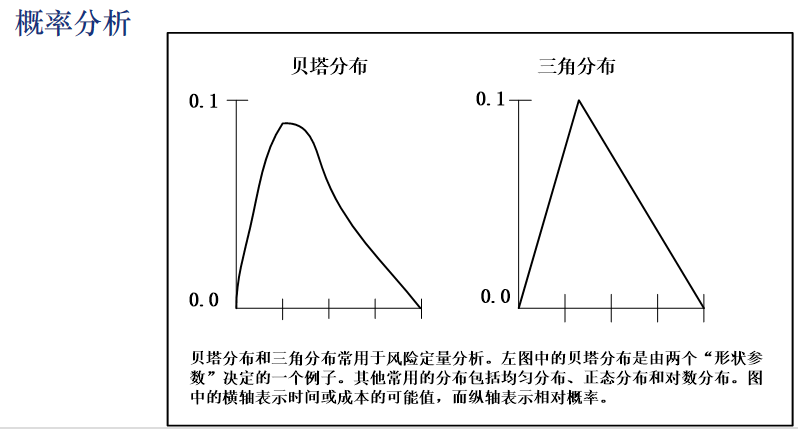 概率分析
贝塔分布
三角分布
0.1
0.1
0.0
0.0
贝塔分布和三角分布常用于风险定量分析。左图中的贝塔分布是由两个“形状参
数”决定的一个例子。其他常用的分布包括均匀分布、正态分布和对数分布。图
中的横轴表示时间或成本的可能值，而纵轴表示相对概率。